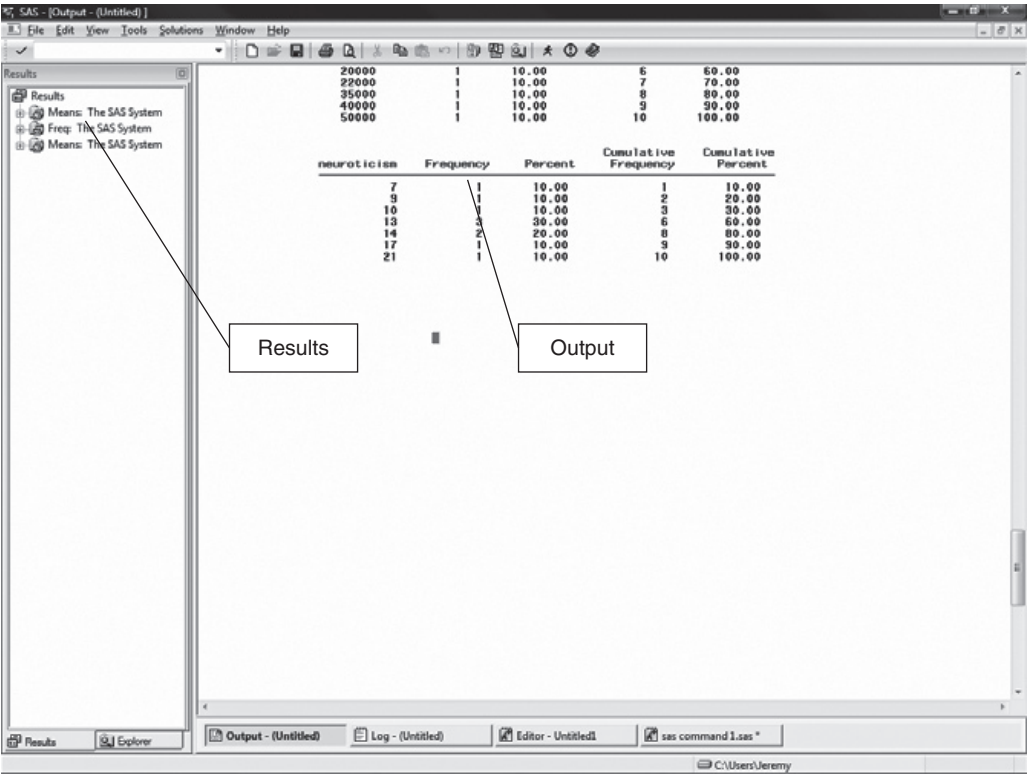 SAS - [Output - (Untitled) ]
File Edit View Tools Solutions Window Help
Results
Results
Means: The SAS System
Freq: The SAS System
Means: The SAS System
20000 1 10.00 6 60.00
22000 1 10.00 7 70.00
35000 1 10.00 8 80.00
40000 1 10.00 9 90.00
50000 1 10.00 10 100.00
Cumulative Cumulative
neuroticism Frequency Percent Frequency Percent
7 1 10.00 1 10.00
9 1 10.00 2 20.00
10 1 10.00 3 30.00
13 3 30.00 6 60.00
14 2 20.00 8 80.00
17 1 10.00 9 90.00
21 1 10.00 10 100.00
Results
Output
Results Explorer
Output - (Untitled) Log - (Untitled) Editor - Untitled1 sas command 1.sas *
C:\Users\Jeremy